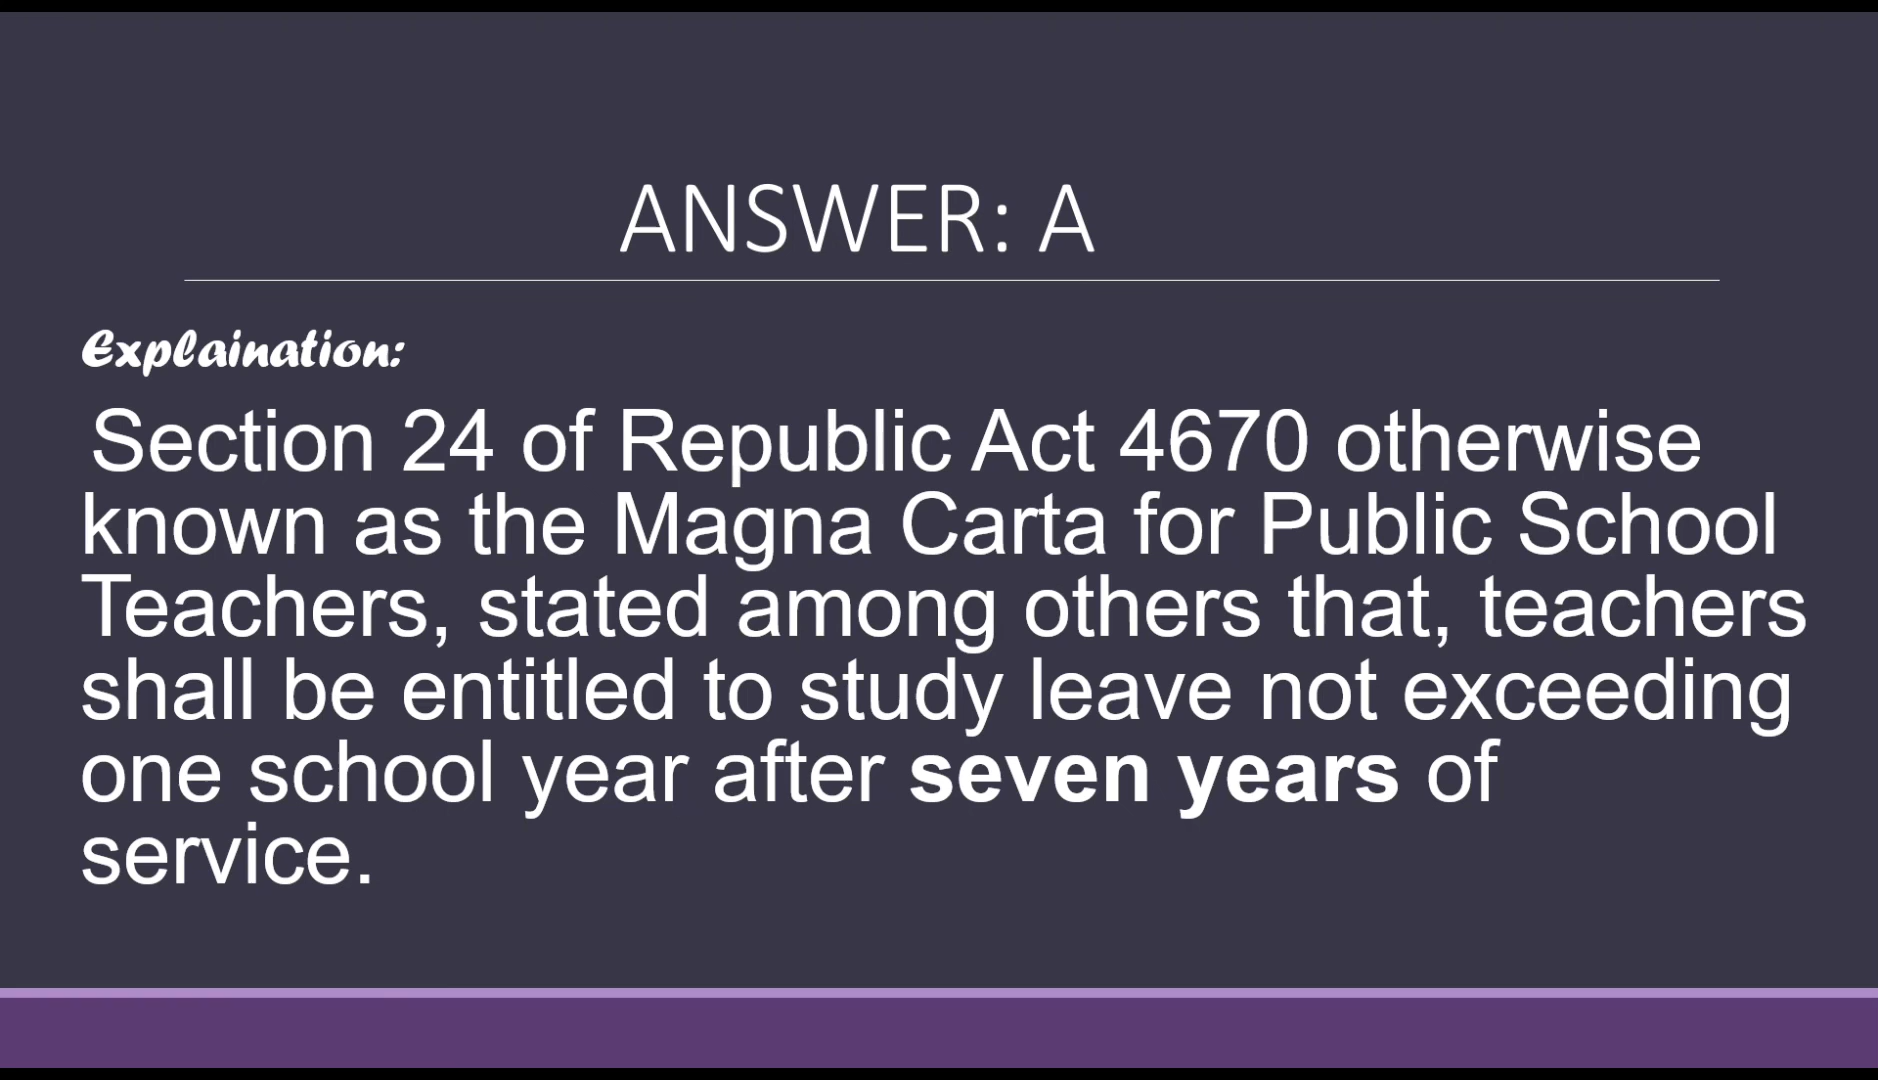 ANSWER: A
Explaination:
Section 24 of Republic Act 4670 otherwise
known as the Magna Carta for Public School
Teachers, stated among others that, teachers
shall be entitled to study leave not exceeding
one school year after seven years of
service.